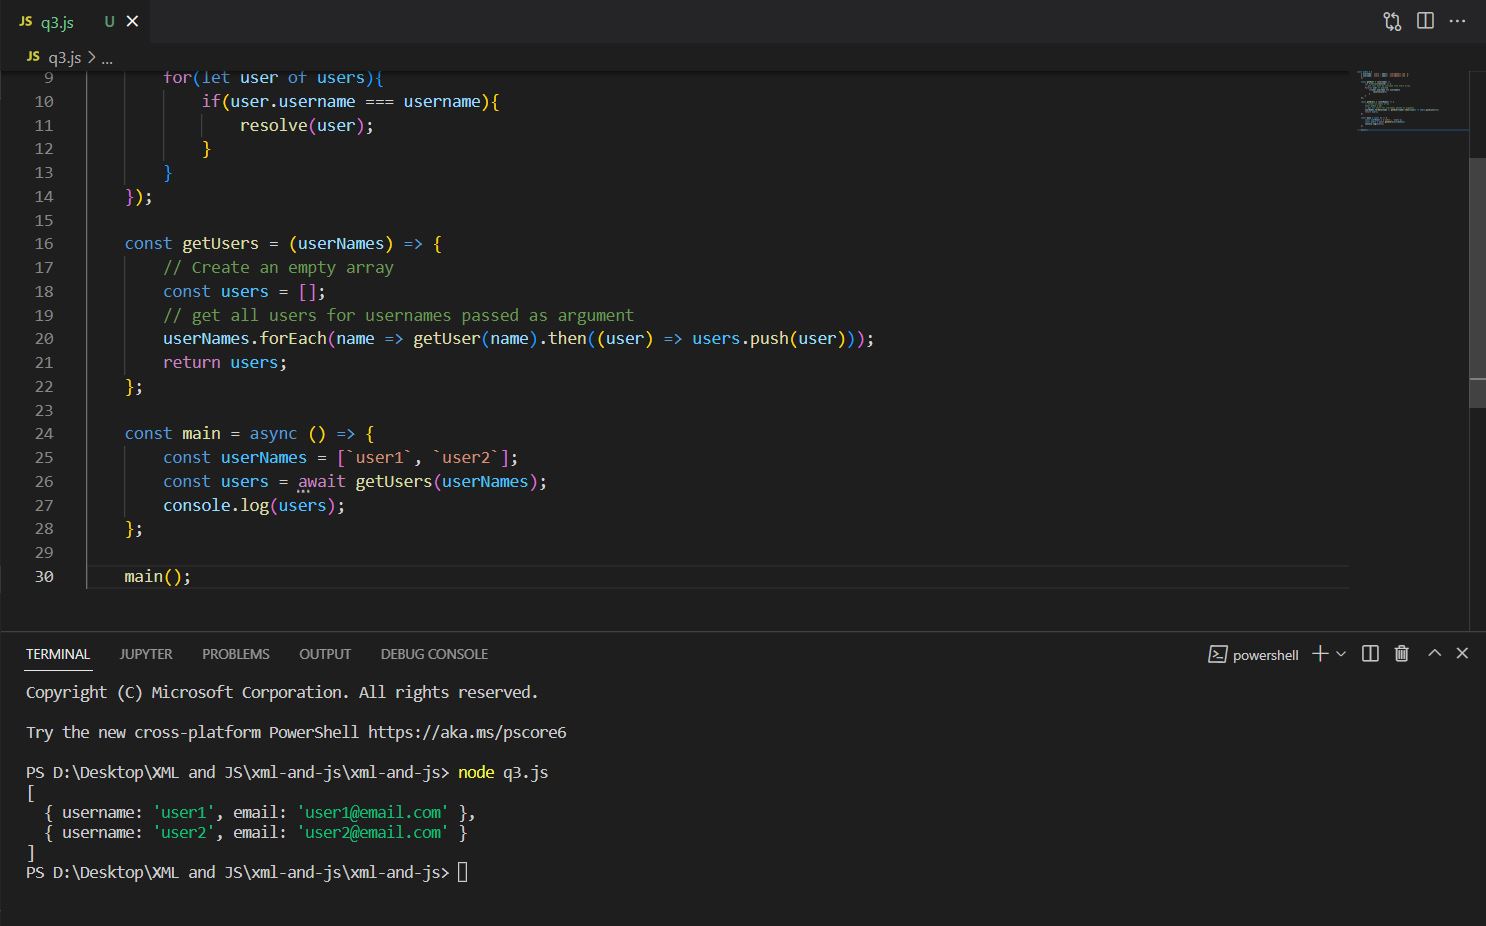 JS q3.js U
JS q3.js > ...
9 for(let user of users){
10 if(user.username === username){
11 resolve(user);
12 }
13 }
14 });
15
16 const getUsers = (userNames) => {
17 // Create an empty array
18 const users = [];
19 // get all users for usernames passed as argument
20 userNames.forEach(name => getUser(name).then((user) => users.push(user)));
21 return users;
22 };
23
24 const main = async () => {
25 const userNames = [`user1`, `user2`];
26 const users = await getUsers(userNames);
27 console.log(users);
28 };
29
30 main();
TERMINAL JUPYTER PROBLEMS OUTPUT DEBUG CONSOLE powershell
Copyright (C) Microsoft Corporation. All rights reserved.
Try the new cross-platform PowerShell https://aka.ms/pscore6
PS D:\Desktop\XML and JS\xml-and-js\xml-and-js> node q3.js
[
{ username: 'user1', email: 'user1@email.com' },
{ username: 'user2', email: 'user2@email.com' }
]
PS D:\Desktop\XML and JS\xml-and-js\xml-and-js>